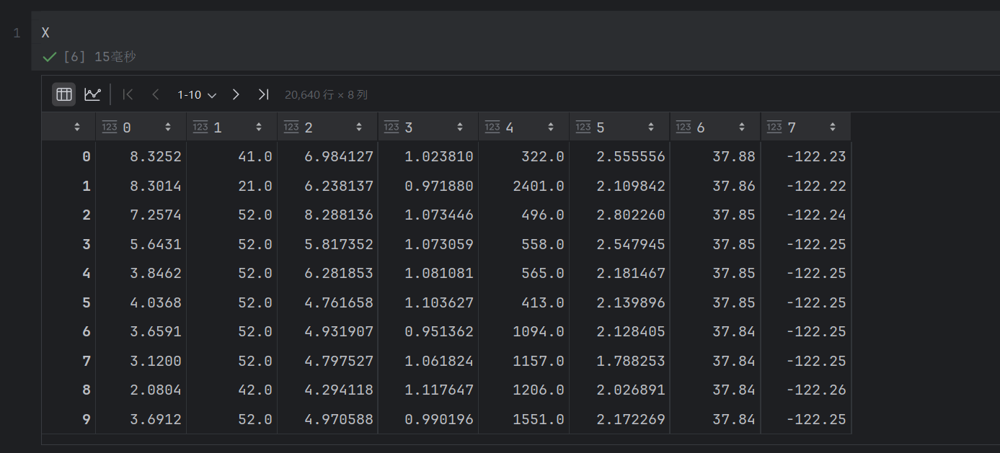 1 X
[6] 15毫秒
1-10 20,640 行 × 8 列
123 0 123 1 123 2 123 3 123 4 123 5 123 6 123 7
0 8.3252 41.0 6.984127 1.023810 322.0 2.555556 37.88 -122.23
1 8.3014 21.0 6.238137 0.971880 2401.0 2.109842 37.86 -122.22
2 7.2574 52.0 8.288136 1.073446 496.0 2.802260 37.85 -122.24
3 5.6431 52.0 5.817352 1.073059 558.0 2.547945 37.85 -122.25
4 3.8462 52.0 6.281853 1.081081 565.0 2.181467 37.85 -122.25
5 4.0368 52.0 4.761658 1.103627 413.0 2.139896 37.85 -122.25
6 3.6591 52.0 4.931907 0.951362 1094.0 2.128405 37.84 -122.25
7 3.1200 52.0 4.797527 1.061824 1157.0 1.788253 37.84 -122.25
8 2.0804 42.0 4.294118 1.117647 1206.0 2.026891 37.84 -122.26
9 3.6912 52.0 4.970588 0.990196 1551.0 2.172269 37.84 -122.25